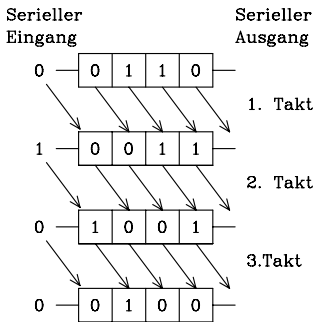 Serieller Serieller
Eingang Ausgang
0 0 1 1 0
1. Takt
1 0 0 1 1
2. Takt
0 1 0 0 1
3.Takt
0 0 1 0 0